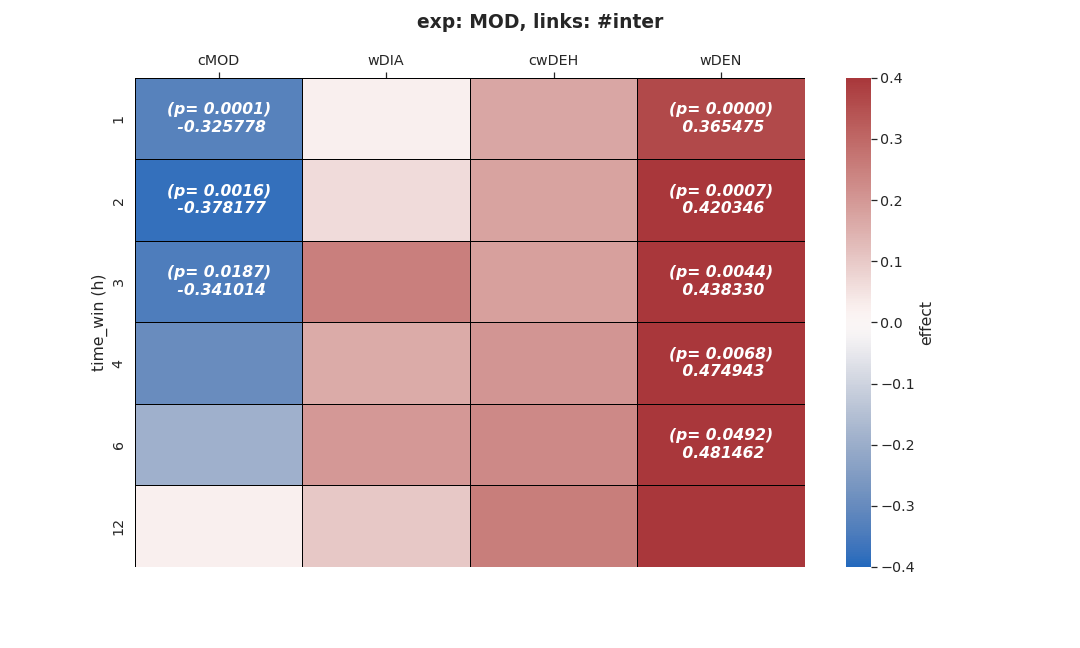 exp: MOD, links: #inter
cMOD wDIA cwDEH wDEN
(p= 0.0001) (p= 0.0000) 0.4
1 -0.325778 0.365475
0.3
(p= 0.0016) (p= 0.0007)
2 -0.378177 0.420346 0.2
0.1
(p= 0.0187) (p= 0.0044)
3 -0.341014 0.438330
time_win (h) 0.0 effect
(p= 0.0068)
4 0.474943
−0.1
(p= 0.0492) −0.2
6 0.481462
−0.3
12
−0.4